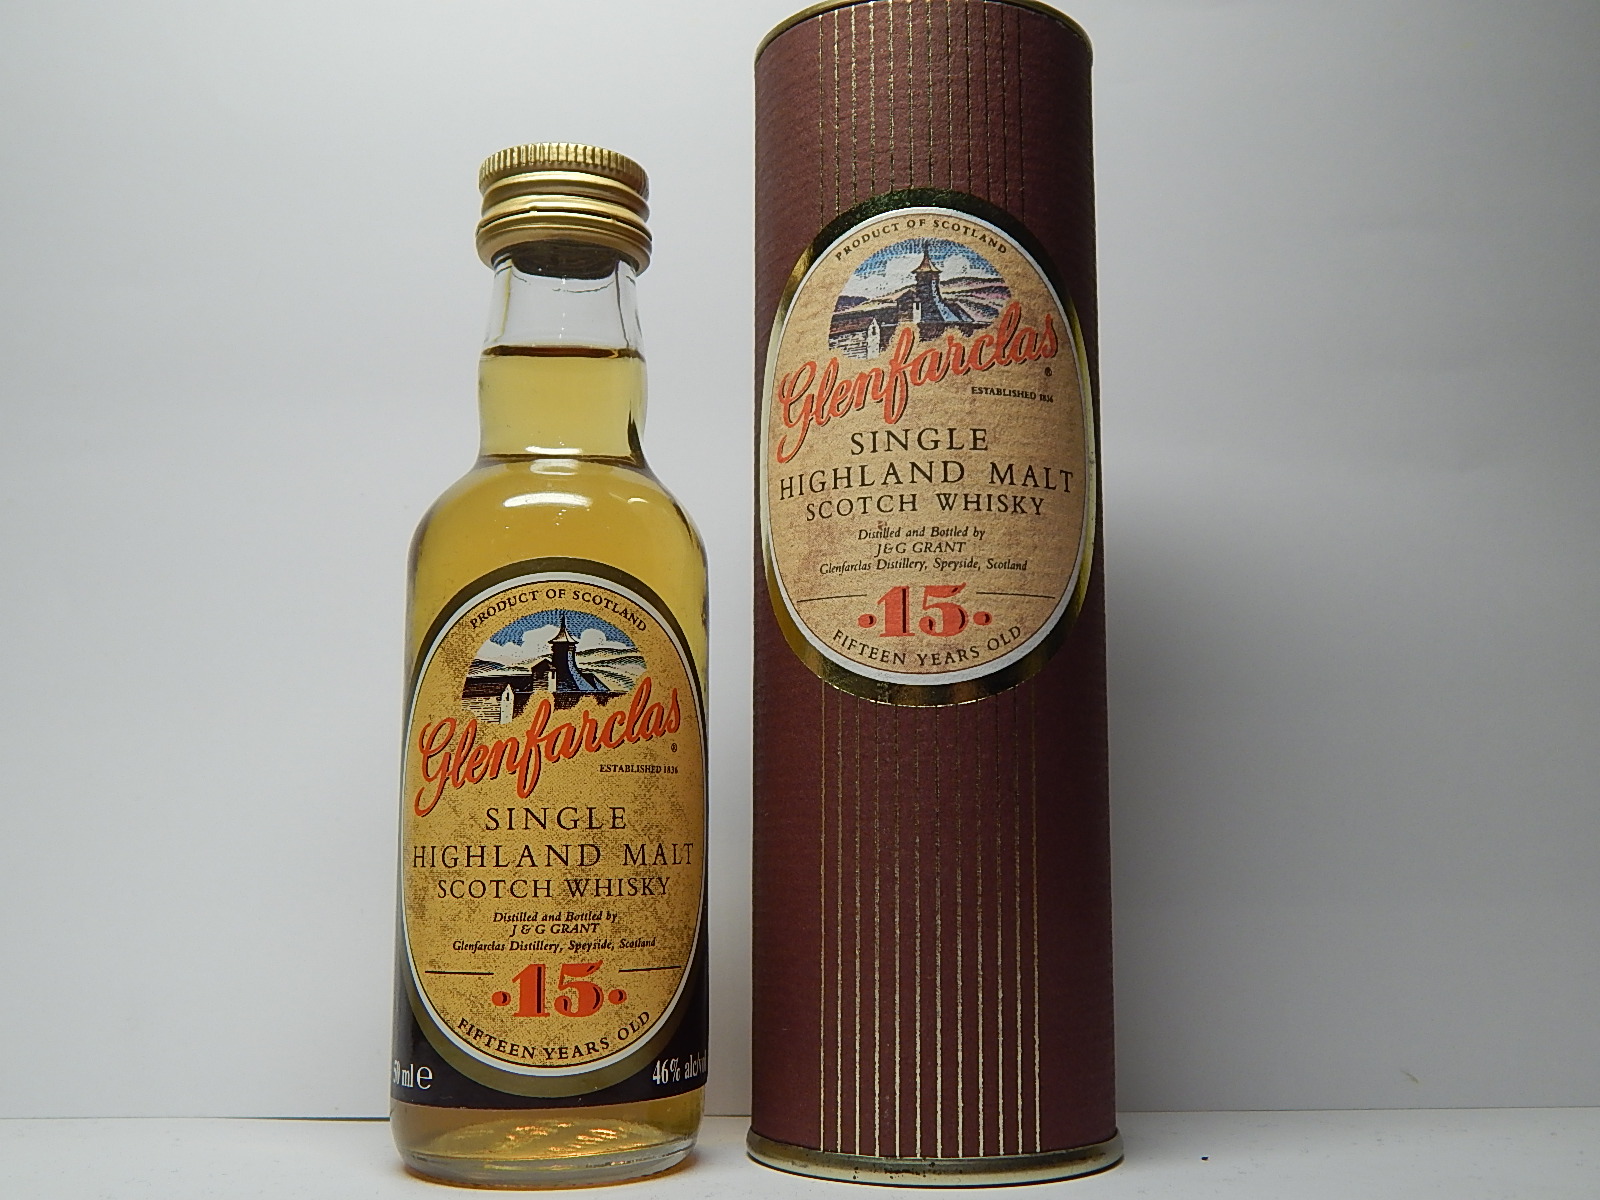 PRODUCT OF SCOTLAND
Glenfarclas
®
ESTABLISHED 1836
SINGLE
HIGHLAND MALT
SCOTCH WHISKY
Distilled and Bottled by
J & G GRANT
Glenfarclas Distillery, Speyside, Scotland
·15·
FIFTEEN YEARS OLD
50 ml e
46% alc/vol
PRODUCT OF SCOTLAND
Glenfarclas
®
ESTABLISHED 1836
SINGLE
HIGHLAND MALT
SCOTCH WHISKY
Distilled and Bottled by
J&G GRANT
Glenfarclas Distillery, Speyside, Scotland
·15·
FIFTEEN YEARS OLD